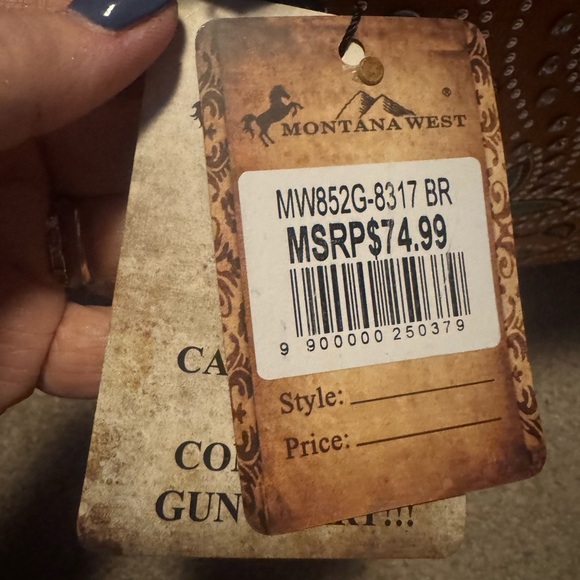 MONTANA WEST ®
MW852G-8317 BR
MSRP$74.99
9 900000 250379
Style:
Price: